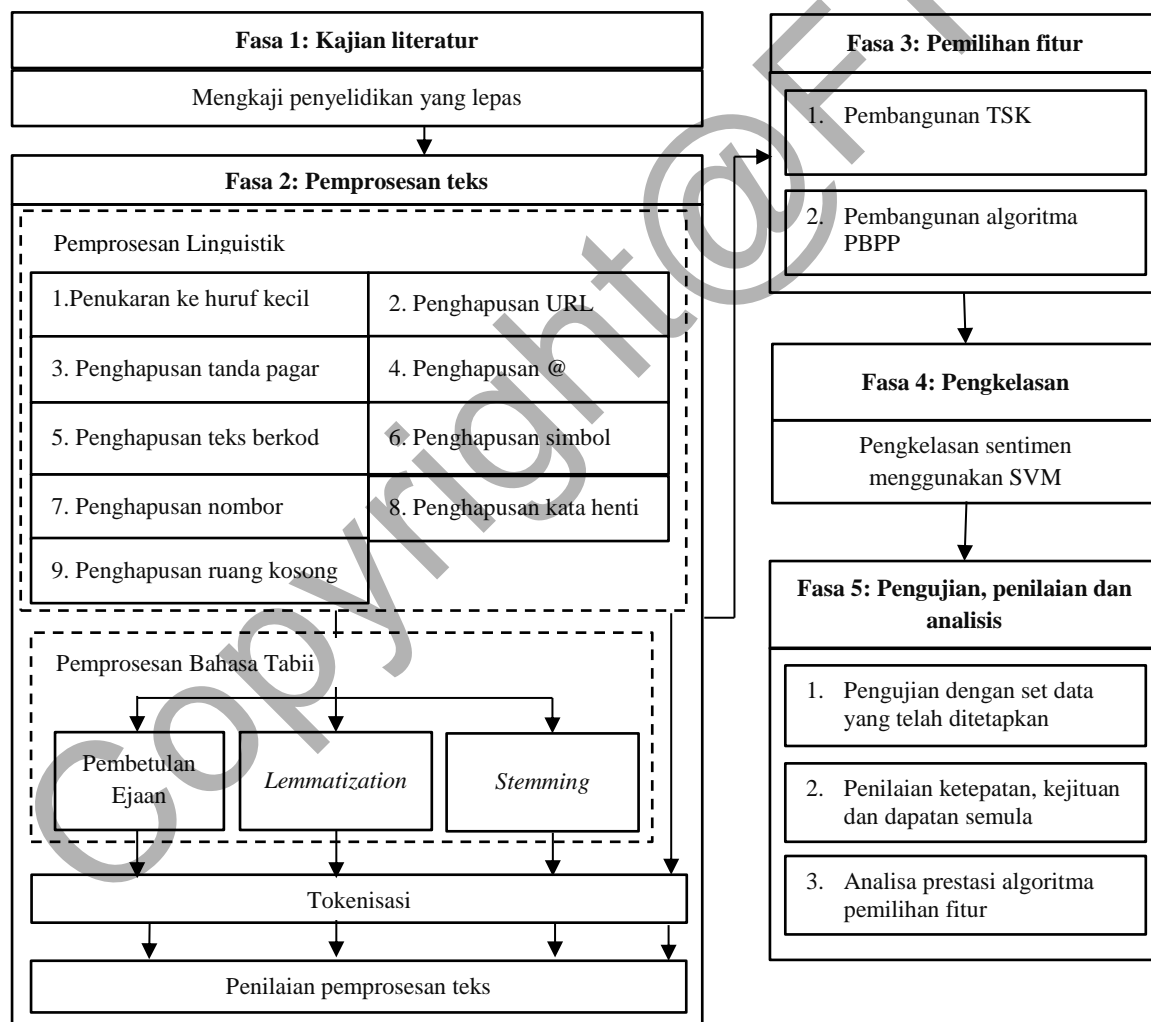 Fasa 1: Kajian literatur
Mengkaji penyelidikan yang lepas
Fasa 2: Pemprosesan teks
Pemprosesan Linguistik
1.Penukaran ke huruf kecil
2. Penghapusan URL
3. Penghapusan tanda pagar
4. Penghapusan @
5. Penghapusan teks berkod
6. Penghapusan simbol
7. Penghapusan nombor
8. Penghapusan kata henti
9. Penghapusan ruang kosong
Pemprosesan Bahasa Tabii
Pembetulan
Ejaan
Lemmatization
Stemming
Tokenisasi
Penilaian pemprosesan teks
Fasa 3: Pemilihan fitur
1. Pembangunan TSK
2. Pembangunan algoritma
PBPP
Fasa 4: Pengkelasan
Pengkelasan sentimen
menggunakan SVM
Fasa 5: Pengujian, penilaian dan
analisis
1. Pengujian dengan set data
yang telah ditetapkan
2. Penilaian ketepatan, kejituan
dan dapatan semula
3. Analisa prestasi algoritma
pemilihan fitur
Copyright@F